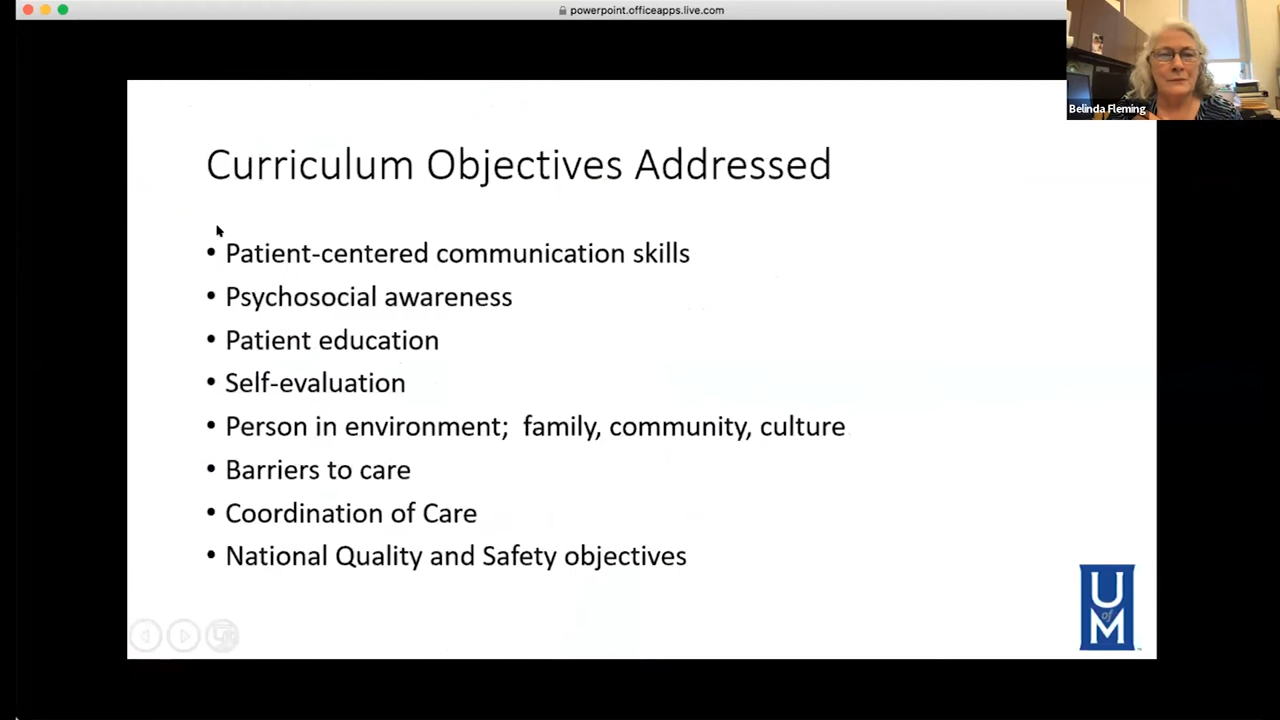 powerpoint.officeapps.live.com
Belinda Fleming
Curriculum Objectives Addressed
• Patient-centered communication skills
• Psychosocial awareness
• Patient education
• Self-evaluation
• Person in environment;  family, community, culture
• Barriers to care
• Coordination of Care
• National Quality and Safety objectives
U
of
M